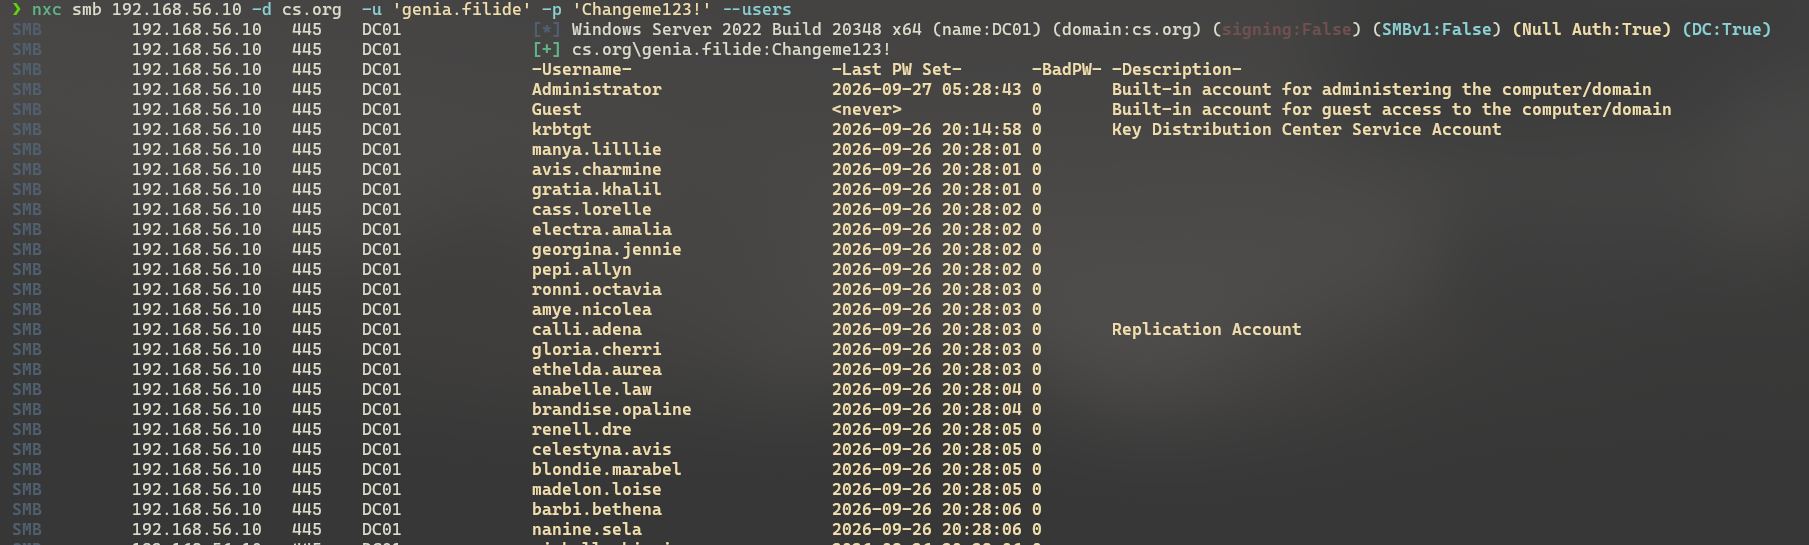 ❯ nxc smb 192.168.56.10 -d cs.org  -u 'genia.filide' -p 'Changeme123!' --users
SMB         192.168.56.10   445    DC01             [*] Windows Server 2022 Build 20348 x64 (name:DC01) (domain:cs.org) (signing:False) (SMBv1:False) (Null Auth:True) (DC:True)
SMB         192.168.56.10   445    DC01             [+] cs.org\genia.filide:Changeme123!
SMB         192.168.56.10   445    DC01             -Username-                    -Last PW Set-       -BadPW- -Description-
SMB         192.168.56.10   445    DC01             Administrator                 2026-09-27 05:28:43 0       Built-in account for administering the computer/domain
SMB         192.168.56.10   445    DC01             Guest                         <never>             0       Built-in account for guest access to the computer/domain
SMB         192.168.56.10   445    DC01             krbtgt                        2026-09-26 20:14:58 0       Key Distribution Center Service Account
SMB         192.168.56.10   445    DC01             manya.lilllie                 2026-09-26 20:28:01 0
SMB         192.168.56.10   445    DC01             avis.charmine                 2026-09-26 20:28:01 0
SMB         192.168.56.10   445    DC01             gratia.khalil                 2026-09-26 20:28:01 0
SMB         192.168.56.10   445    DC01             cass.lorelle                  2026-09-26 20:28:02 0
SMB         192.168.56.10   445    DC01             electra.amalia                2026-09-26 20:28:02 0
SMB         192.168.56.10   445    DC01             georgina.jennie               2026-09-26 20:28:02 0
SMB         192.168.56.10   445    DC01             pepi.allyn                    2026-09-26 20:28:02 0
SMB         192.168.56.10   445    DC01             ronni.octavia                 2026-09-26 20:28:03 0
SMB         192.168.56.10   445    DC01             amye.nicolea                  2026-09-26 20:28:03 0
SMB         192.168.56.10   445    DC01             calli.adena                   2026-09-26 20:28:03 0       Replication Account
SMB         192.168.56.10   445    DC01             gloria.cherri                 2026-09-26 20:28:03 0
SMB         192.168.56.10   445    DC01             ethelda.aurea                 2026-09-26 20:28:03 0
SMB         192.168.56.10   445    DC01             anabelle.law                  2026-09-26 20:28:04 0
SMB         192.168.56.10   445    DC01             brandise.opaline              2026-09-26 20:28:04 0
SMB         192.168.56.10   445    DC01             renell.dre                    2026-09-26 20:28:05 0
SMB         192.168.56.10   445    DC01             celestyna.avis                2026-09-26 20:28:05 0
SMB         192.168.56.10   445    DC01             blondie.marabel               2026-09-26 20:28:05 0
SMB         192.168.56.10   445    DC01             madelon.loise                 2026-09-26 20:28:05 0
SMB         192.168.56.10   445    DC01             barbi.bethena                 2026-09-26 20:28:06 0
SMB         192.168.56.10   445    DC01             nanine.sela                   2026-09-26 20:28:06 0